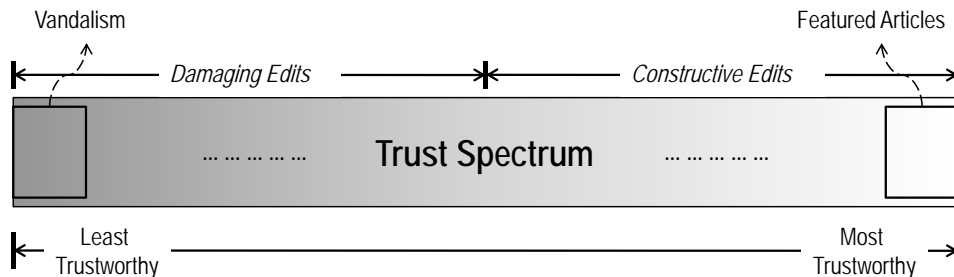 Vandalism
Featured Articles
Damaging Edits
Constructive Edits
... ... ... ... ...
Trust Spectrum
... ... ... ... ...
Least
Trustworthy
Most
Trustworthy